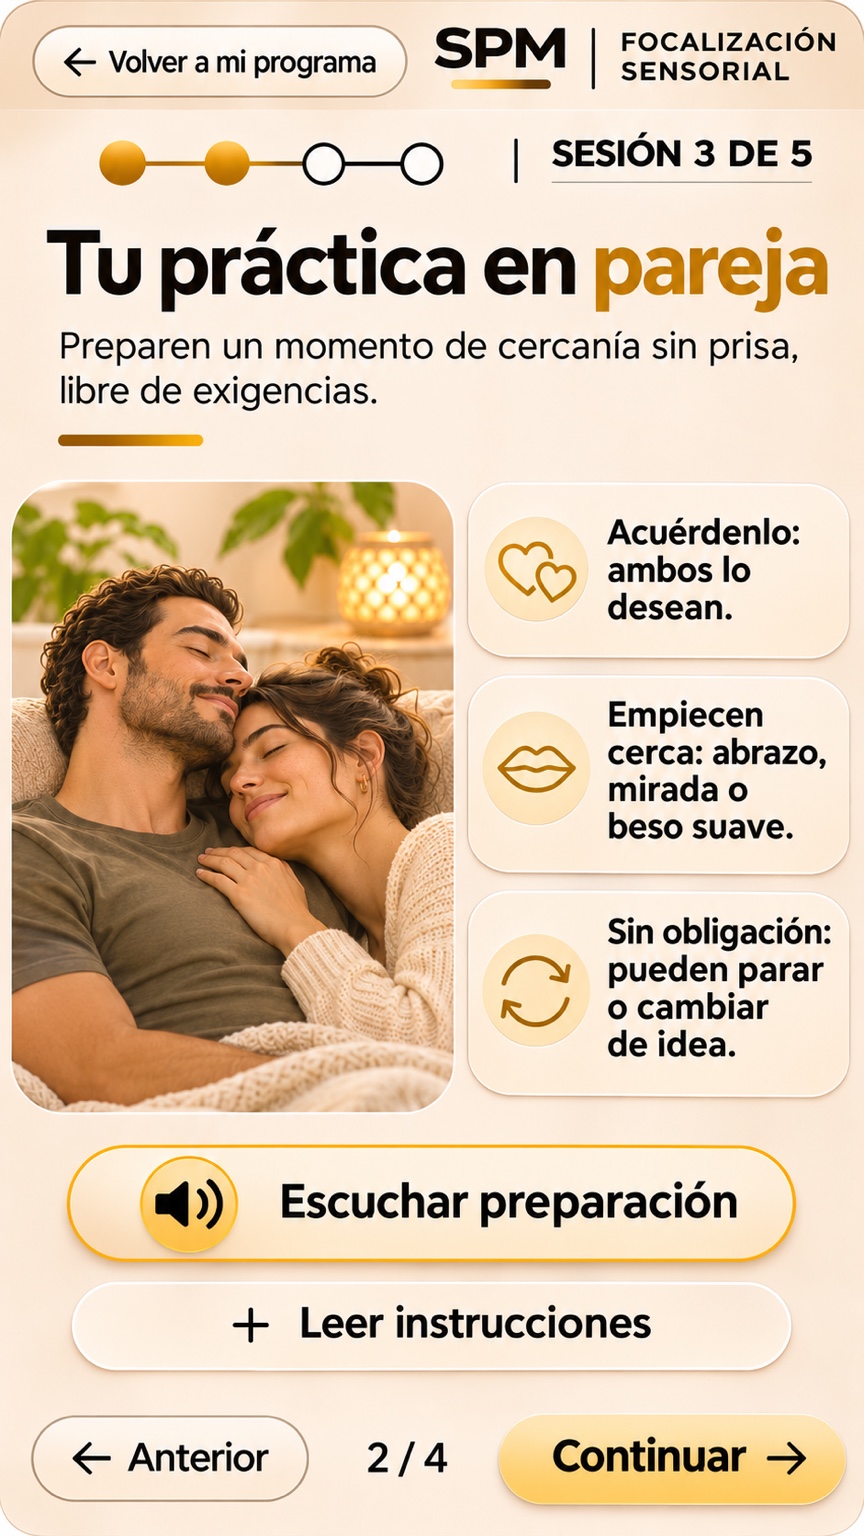 ← Volver a mi programa
SPM
FOCALIZACIÓN
SENSORIAL
SESIÓN 3 DE 5
Tu práctica en pareja
Preparen un momento de cercanía sin prisa,
libre de exigencias.
Acuérdenlo:
ambos lo
desean.
Empiecen
cerca: abrazo,
mirada o
beso suave.
Sin obligación:
pueden parar
o cambiar
de idea.
Escuchar preparación
+ Leer instrucciones
← Anterior
2 / 4
Continuar →